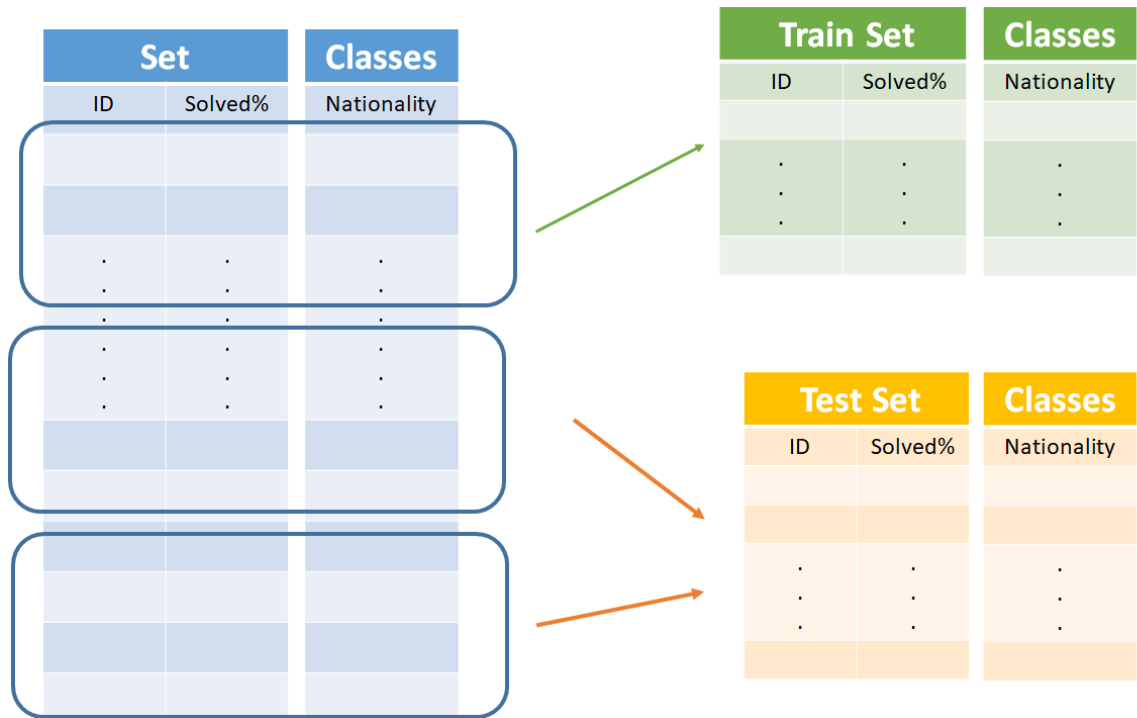 Set Classes
ID Solved% Nationality
. . .
. . .
. . .
. . .
. . .
. . .
Train Set Classes
ID Solved% Nationality
. . .
. . .
. . .
Test Set Classes
ID Solved% Nationality
. . .
. . .
. . .